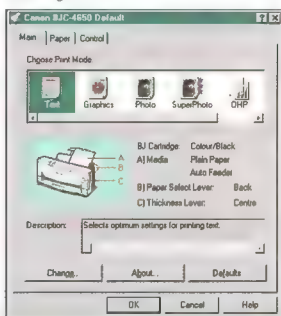 Canon BJC-4650 Default
Main Paper Control
Choose Print Mode
Text Graphics Photo SuperPhoto OHP
BJ Cartridge: Colour/Black
A) Media Plain Paper
Auto Feeder
B) Paper Select Lever: Back
C) Thickness Lever: Centre
A
B
C
Description: Selects optimum settings for printing text.
Change.. About.. Defaults
OK Cancel Help